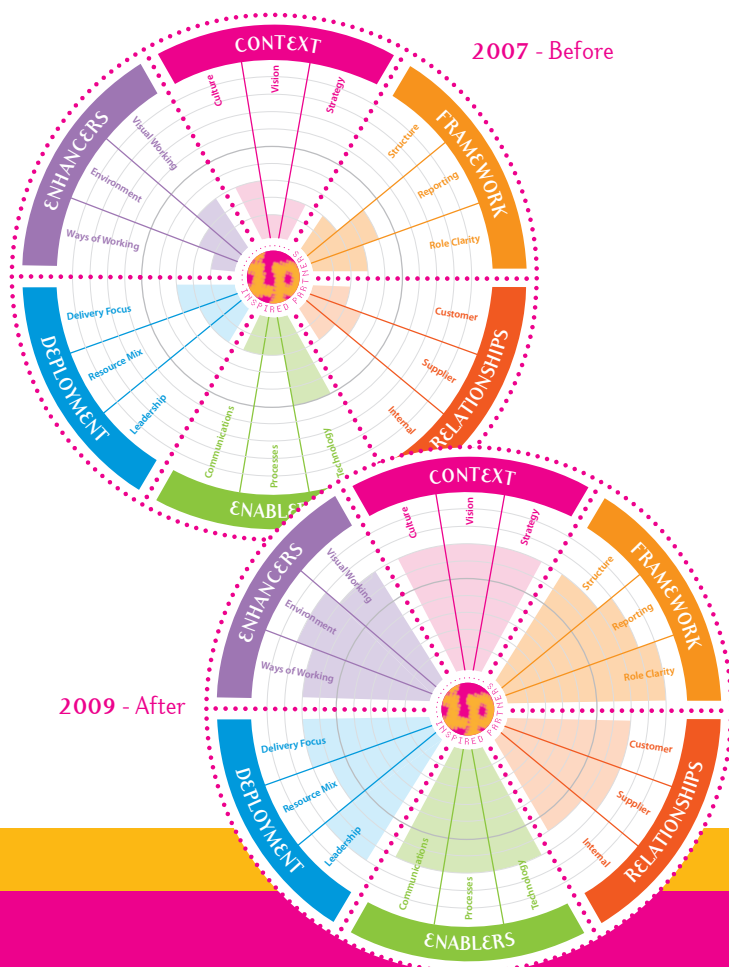 2007 - Before
CONTEXT
Culture
Vision
Strategy
FRAMEWORK
Structure
Reporting
Role Clarity
RELATIONSHIPS
Customer
Supplier
Internal
ENABLE
Technology
Processes
Communications
DEPLOYMENT
Leadership
Resource Mix
Delivery Focus
ENHANCERS
Ways of Working
Environment
Visual Working
INSPIRED PARTNERS
2009 - After
CONTEXT
Culture
Vision
Strategy
FRAMEWORK
Structure
Reporting
Role Clarity
RELATIONSHIPS
Customer
Supplier
Internal
ENABLERS
Technology
Processes
Communications
DEPLOYMENT
Leadership
Resource Mix
Delivery Focus
ENHANCERS
Ways of Working
Environment
Visual Working
INSPIRED PARTNERS